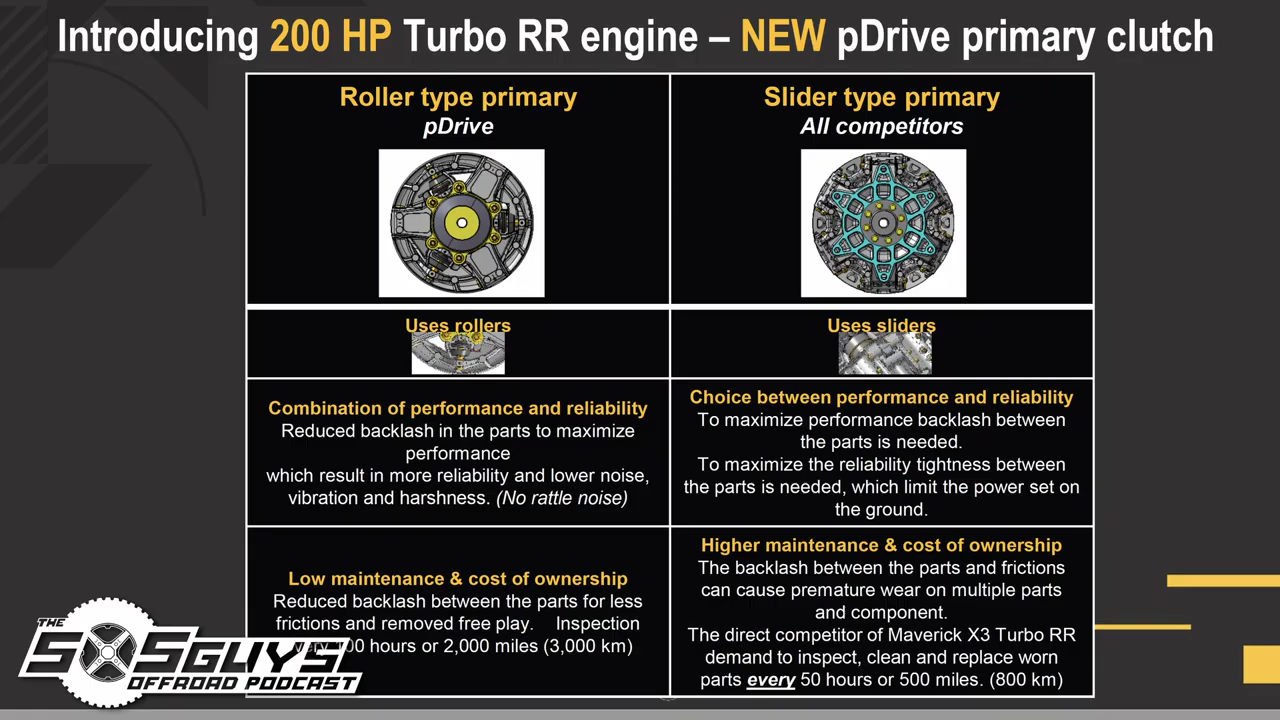 Introducing 200 HP Turbo RR engine – NEW pDrive primary clutch
Roller type primary
pDrive
Slider type primary
All competitors
Uses rollers
Uses sliders
Combination of performance and reliability
Reduced backlash in the parts to maximize
performance
which result in more reliability and lower noise,
vibration and harshness. (No rattle noise)
Choice between performance and reliability
To maximize performance backlash between
the parts is needed.
To maximize the reliability tightness between
the parts is needed, which limit the power set on
the ground.
Low maintenance & cost of ownership
Reduced backlash between the parts for less
frictions and removed free play. Inspection
hours or 2,000 miles (3,000 km)
Higher maintenance & cost of ownership
The backlash between the parts and frictions
can cause premature wear on multiple parts
and component.
The direct competitor of Maverick X3 Turbo RR
demand to inspect, clean and replace worn
parts every 50 hours or 500 miles. (800 km)
THE
SXSGUYS
OFFROAD PODCAST